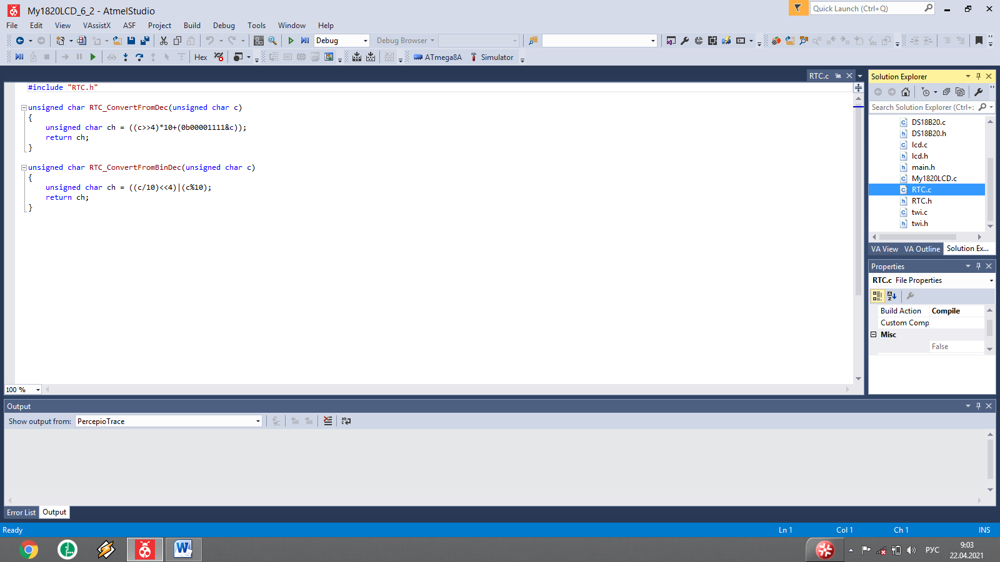 My1820LCD_6_2 - AtmelStudio
Quick Launch (Ctrl+Q)
File Edit View VAssistX ASF Project Build Debug Tools Window Help
Debug Debug Browser
Hex ATmega8A Simulator
RTC.c
#include "RTC.h"
unsigned char RTC_ConvertFromDec(unsigned char c)
{
unsigned char ch = ((c>>4)*10+(0b00001111&c));
return ch;
}
unsigned char RTC_ConvertFromBinDec(unsigned char c)
{
unsigned char ch = ((c/10)<<4)|(c%10);
return ch;
}
100 %
Solution Explorer
Search Solution Explorer (Ctrl+;
DS18B20.c
DS18B20.h
lcd.c
lcd.h
main.h
My1820LCD.c
RTC.c
RTC.h
twi.c
twi.h
VA View VA Outline Solution Ex...
Properties
RTC.c File Properties
Build Action Compile
Custom Comp
Misc
False
Output
Show output from: PercepioTrace
Error List Output
Ready Ln 1 Col 1 Ch 1 INS
РУС
9:03
22.04.2021